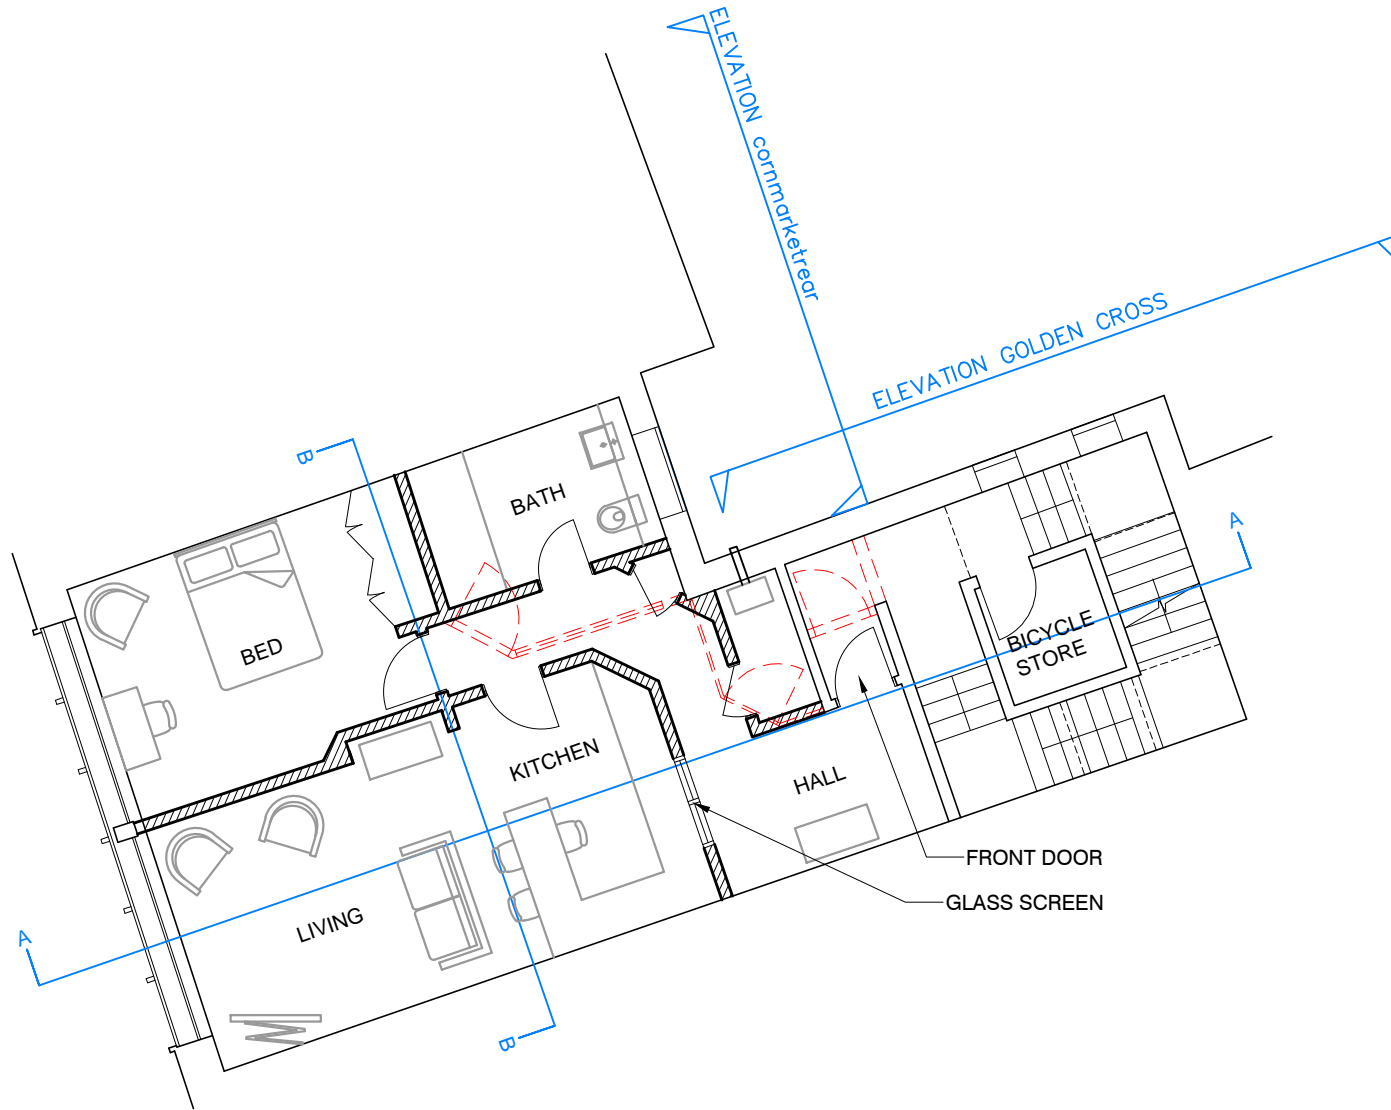 ELEVATION cornmarketrear
ELEVATION GOLDEN CROSS
B
BATH
A
BED
BICYCLE
STORE
KITCHEN
HALL
FRONT DOOR
GLASS SCREEN
LIVING
A
B